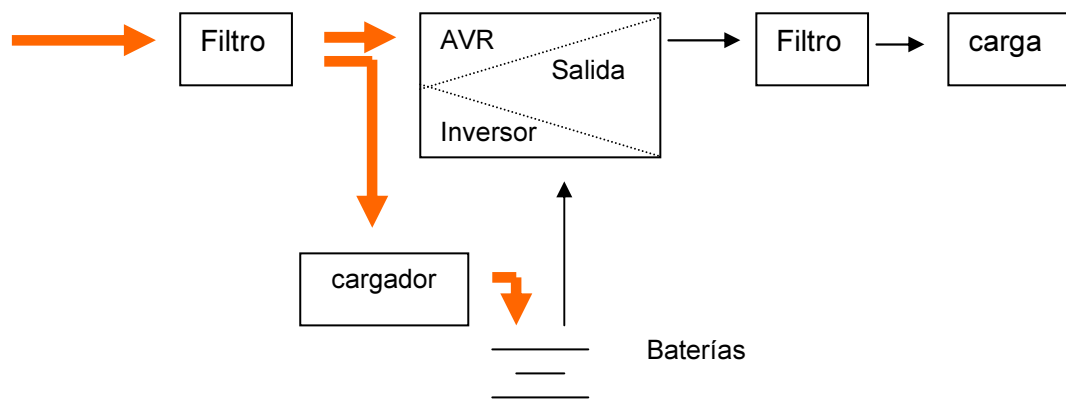 Filtro
AVR
Salida
Inversor
Filtro
carga
cargador
Baterías